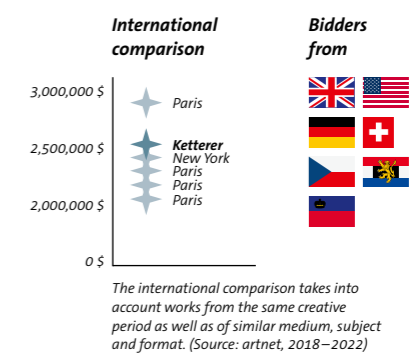 International
comparison
Bidders
from
3,000,000 $
Paris
Ketterer
2,500,000 $
New York
Paris
Paris
Paris
2,000,000 $
0 $
The international comparison takes into
account works from the same creative
period as well as of similar medium, subject
and format. (Source: artnet, 2018–2022)